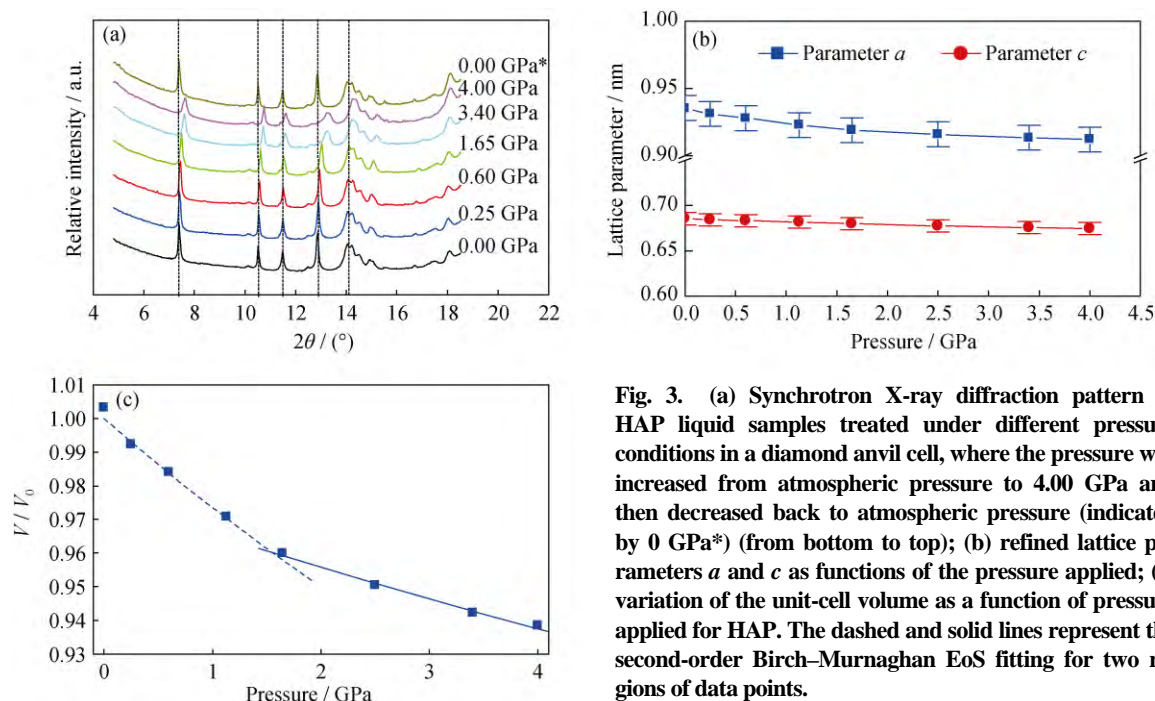 (a)
Relative intensity / a.u.
0.00 GPa*
4.00 GPa
3.40 GPa
1.65 GPa
0.60 GPa
0.25 GPa
0.00 GPa
4 6 8 10 12 14 16 18 20 22
2θ / (°)
(b)
Parameter a Parameter c
Lattice parameter / nm
1.00
0.95
0.90
0.70
0.65
0.60
0.0 0.5 1.0 1.5 2.0 2.5 3.0 3.5 4.0 4.5
Pressure / GPa
(c)
V / V0
1.01
1.00
0.99
0.98
0.97
0.96
0.95
0.94
0.93
0 1 2 3 4
Pressure / GPa
Fig. 3. (a) Synchrotron X-ray diffraction pattern
HAP liquid samples treated under different pressu
conditions in a diamond anvil cell, where the pressure w
increased from atmospheric pressure to 4.00 GPa an
then decreased back to atmospheric pressure (indicate
by 0 GPa*) (from bottom to top); (b) refined lattice p
rameters a and c as functions of the pressure applied; (
variation of the unit-cell volume as a function of pressu
applied for HAP. The dashed and solid lines represent th
second-order Birch–Murnaghan EoS fitting for two r
gions of data points.